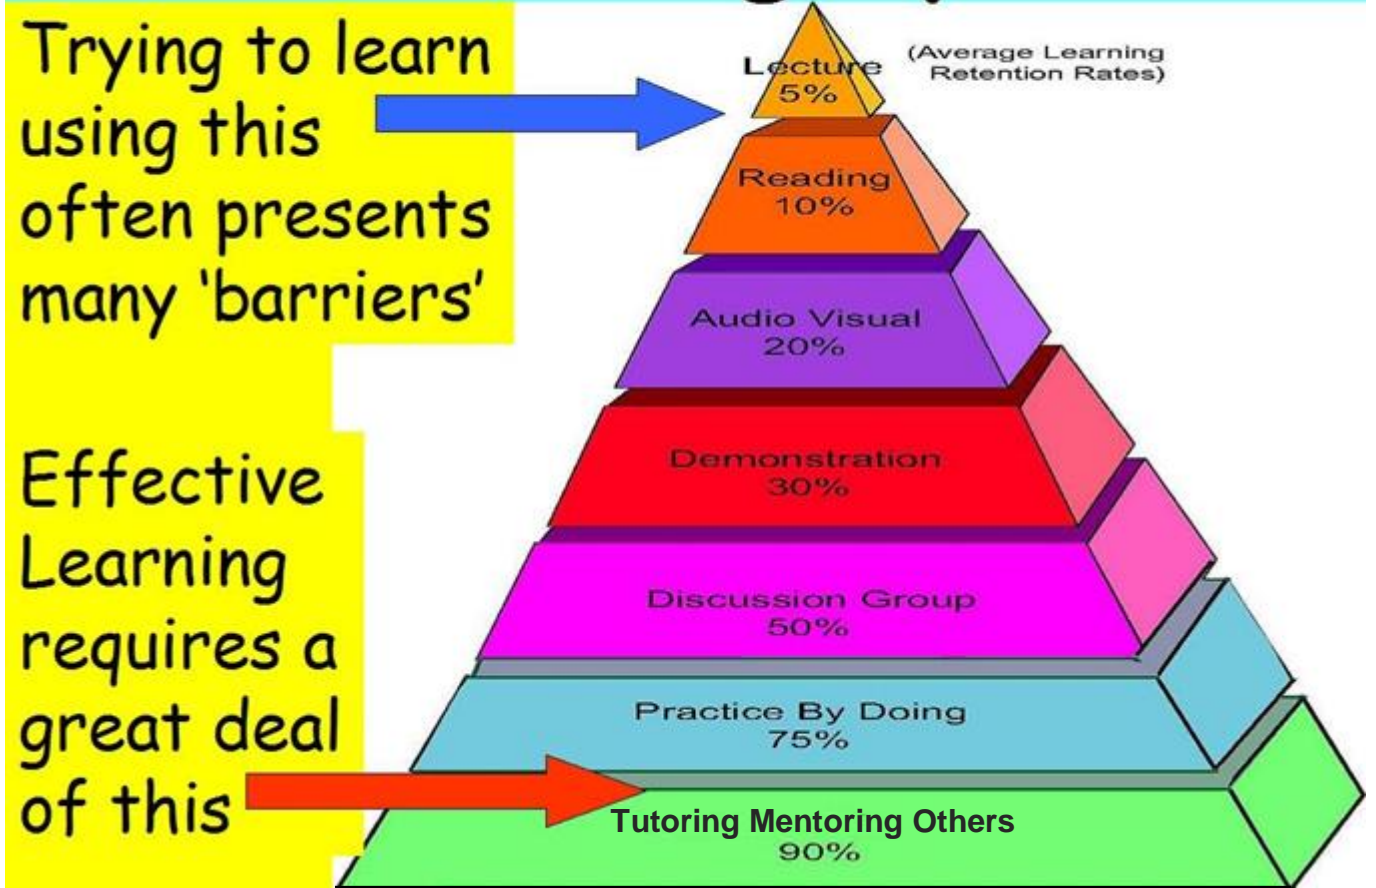 Trying to learn
using this
often presents
many ‘barriers’
Effective
Learning
requires a
great deal
of this
(Average Learning
Retention Rates)
Lecture
5%
Reading
10%
Audio Visual
20%
Demonstration
30%
Discussion Group
50%
Practice By Doing
75%
Tutoring Mentoring Others
90%